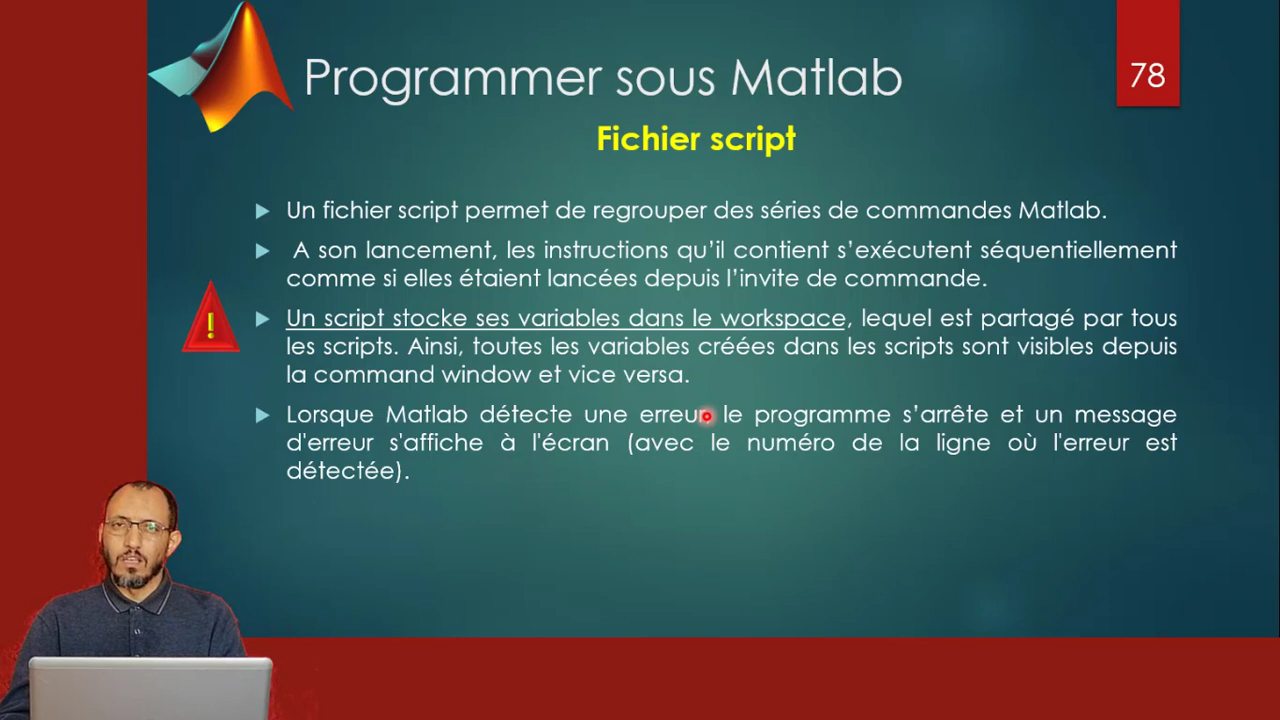 Programmer sous Matlab
78
Fichier script
Un fichier script permet de regrouper des séries de commandes Matlab.
A son lancement, les instructions qu’il contient s’exécutent séquentiellement
comme si elles étaient lancées depuis l’invite de commande.
!
Un script stocke ses variables dans le workspace, lequel est partagé par tous
les scripts. Ainsi, toutes les variables créées dans les scripts sont visibles depuis
la command window et vice versa.
Lorsque Matlab détecte une erreur le programme s’arrête et un message
d'erreur s'affiche à l'écran (avec le numéro de la ligne où l'erreur est
détectée).